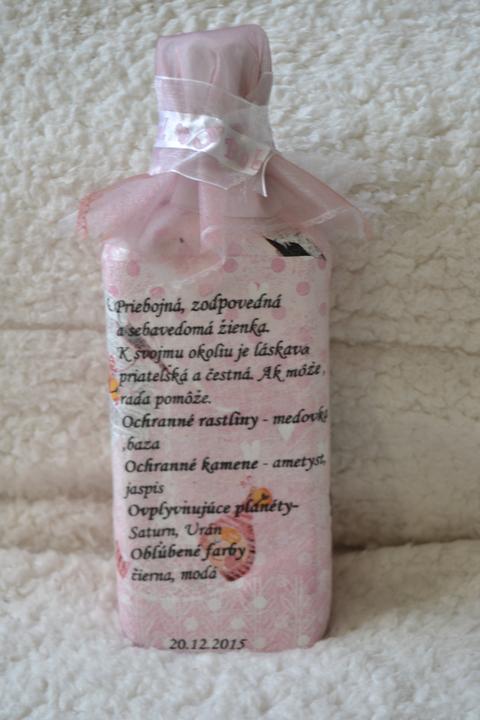 Priebojná, zodpovedná
a sebavedomá žienka.
K svojmu okoliu je láskavá
priateľská a čestná. Ak môže,
rada pomôže.
Ochranné rastliny - medovka
,baza
Ochranné kamene - ametyst,
jaspis
Ovplyvňujúce planéty-
Saturn, Urán
Obľúbené farby
čierna, modá
20.12.2015